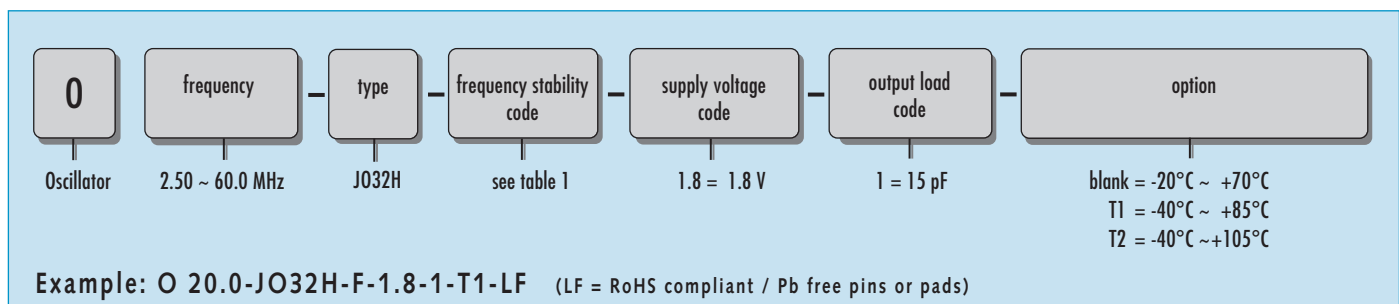 O
frequency
type
frequency stability
code
supply voltage
code
output load
code
option
Oscillator
2.50 ~ 60.0 MHz
JO32H
see table 1
1.8 = 1.8 V
1 = 15 pF
blank = -20°C ~ +70°C
T1 = -40°C ~ +85°C
T2 = -40°C ~+105°C
Example: O 20.0-JO32H-F-1.8-1-T1-LF (LF = RoHS compliant / Pb free pins or pads)